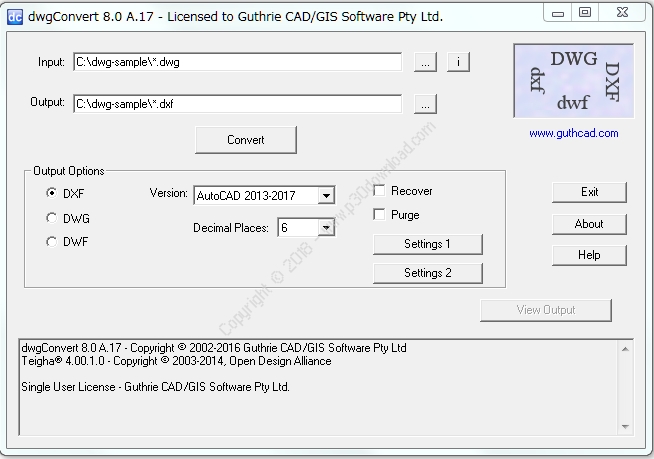 dc dwgConvert 8.0 A.17 - Licensed to Guthrie CAD/GIS Software Pty Ltd.
Input: C:\dwg-sample\*.dwg ... i
DWG
dxf
DXF
dwf
Output: C:\dwg-sample\*.dxf ...
www.guthcad.com
Convert
Output Options
DXF
Version: AutoCAD 2013-2017
Recover
Exit
DWG
Purge
Decimal Places: 6
About
DWF
Settings 1
Help
Settings 2
View Output
Copyright © 2018 - www.p30download.com
dwgConvert 8.0 A.17 - Copyright © 2002-2016 Guthrie CAD/GIS Software Pty Ltd
Teigha® 4.00.1.0 - Copyright © 2003-2014, Open Design Alliance
Single User License - Guthrie CAD/GIS Software Pty Ltd.